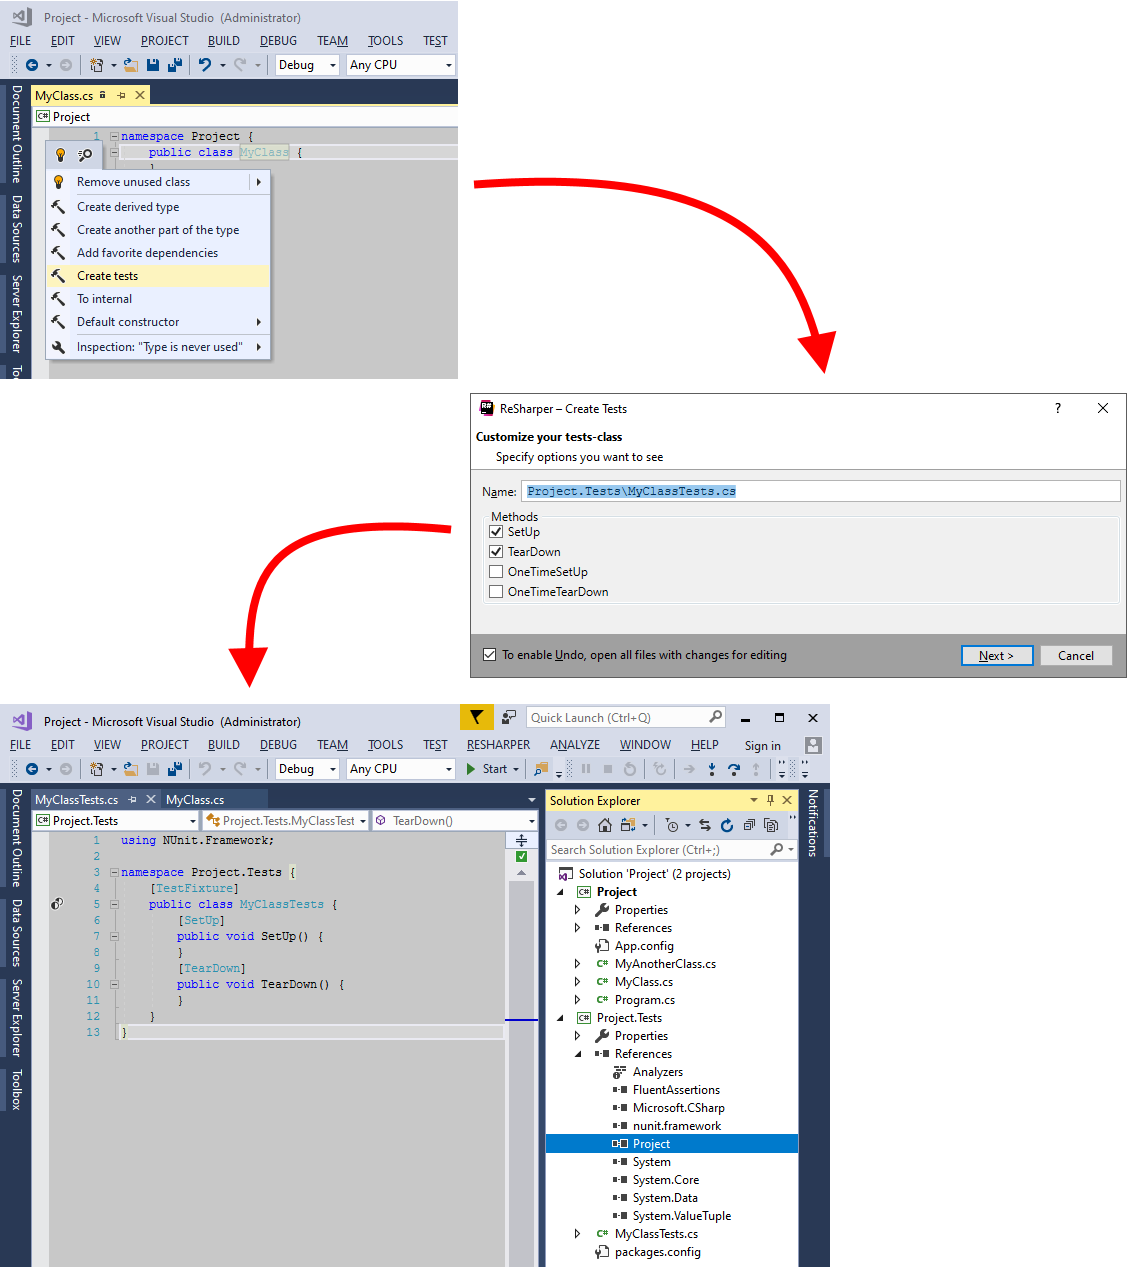 Project - Microsoft Visual Studio (Administrator)
FILE EDIT VIEW PROJECT BUILD DEBUG TEAM TOOLS TEST
Debug Any CPU
MyClass.cs
C# Project
1 namespace Project {
public class MyClass {
Remove unused class
Create derived type
Create another part of the type
Add favorite dependencies
Create tests
To internal
Default constructor
Inspection: "Type is never used"
Document Outline
Data Sources
Server Explorer
To
ReSharper – Create Tests
?
Customize your tests-class
Specify options you want to see
Name: Project.Tests\MyClassTests.cs
Methods
SetUp
TearDown
OneTimeSetUp
OneTimeTearDown
To enable Undo, open all files with changes for editing
Next > Cancel
Project - Microsoft Visual Studio (Administrator) Quick Launch (Ctrl+Q)
FILE EDIT VIEW PROJECT BUILD DEBUG TEAM TOOLS TEST RESHARPER ANALYZE WINDOW HELP Sign in
Debug Any CPU Start
MyClassTests.cs MyClass.cs
C# Project.Tests Project.Tests.MyClassTest TearDown()
1 using NUnit.Framework;
2
3 namespace Project.Tests {
4 [TestFixture]
5 public class MyClassTests {
6 [SetUp]
7 public void SetUp() {
8 }
9 [TearDown]
10 public void TearDown() {
11 }
12 }
13 }
Document Outline
Data Sources
Server Explorer
Toolbox
Solution Explorer
Search Solution Explorer (Ctrl+;)
Solution 'Project' (2 projects)
C# Project
Properties
References
App.config
C# MyAnotherClass.cs
C# MyClass.cs
C# Program.cs
C# Project.Tests
Properties
References
Analyzers
FluentAssertions
Microsoft.CSharp
nunit.framework
Project
System
System.Core
System.Data
System.ValueTuple
C# MyClassTests.cs
packages.config
Notifications